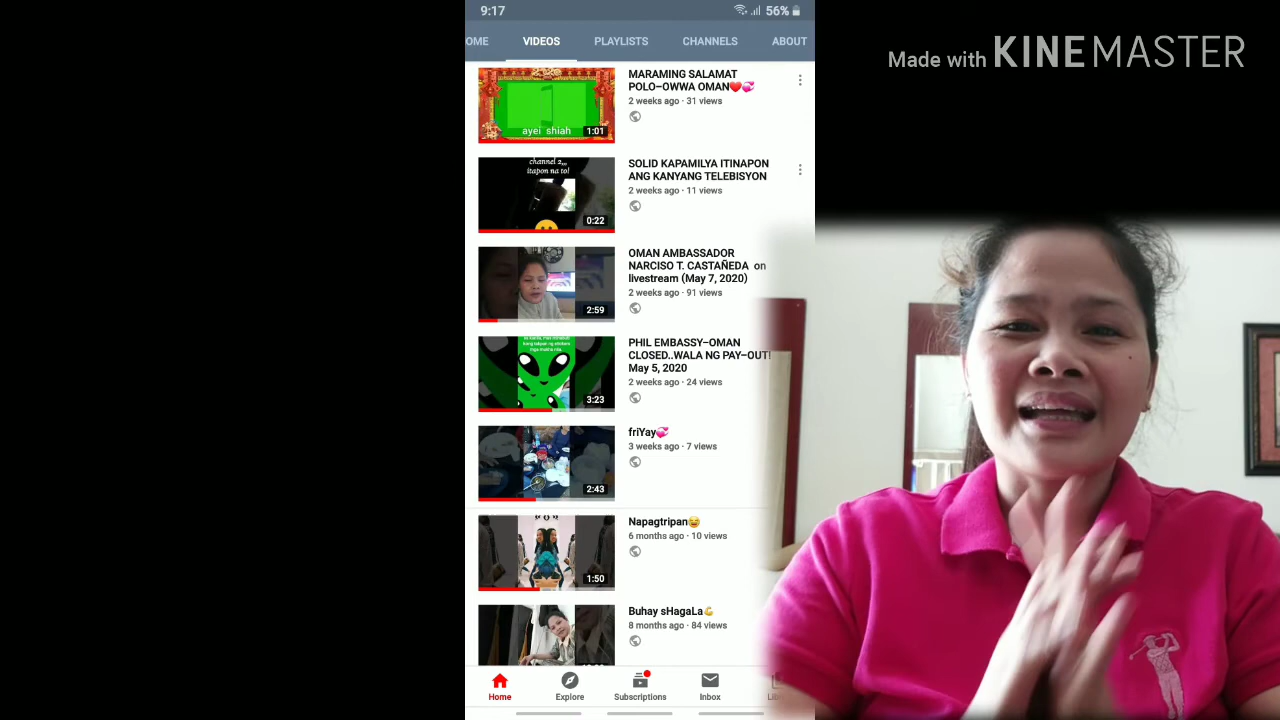 9:17
56%
OME VIDEOS PLAYLISTS CHANNELS ABOUT
Made with KINEMASTER
MARAMING SALAMAT
POLO-OWWA OMAN❤️💞
2 weeks ago · 31 views
ayei shiah
1:01
SOLID KAPAMILYA ITINAPON
ANG KANYANG TELEBISYON
2 weeks ago · 11 views
channel 2,,,
itapon na to!
0:22
OMAN AMBASSADOR
NARCISO T. CASTAÑEDA on
livestream (May 7, 2020)
2 weeks ago · 91 views
2:59
PHIL EMBASSY-OMAN
CLOSED..WALA NG PAY-OUT!
May 5, 2020
2 weeks ago · 24 views
3:23
friYay💞
3 weeks ago · 7 views
2:43
Napagtripan😆
6 months ago · 10 views
1:50
Buhay sHagaLa💪
8 months ago · 84 views
Home Explore Subscriptions Inbox